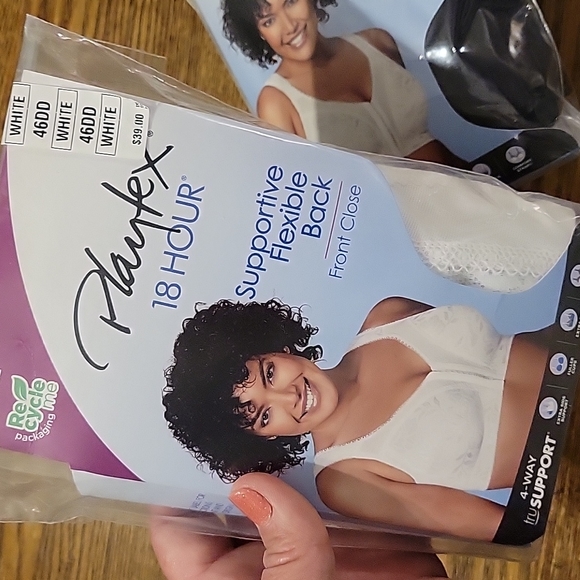 WHITE
46DD
WHITE
46DD
WHITE
$39.00
Playtex®
18 HOUR®
Supportive
Flexible
Back
Front Close
Recycle
me
packaging
4-WAY
truSUPPORT